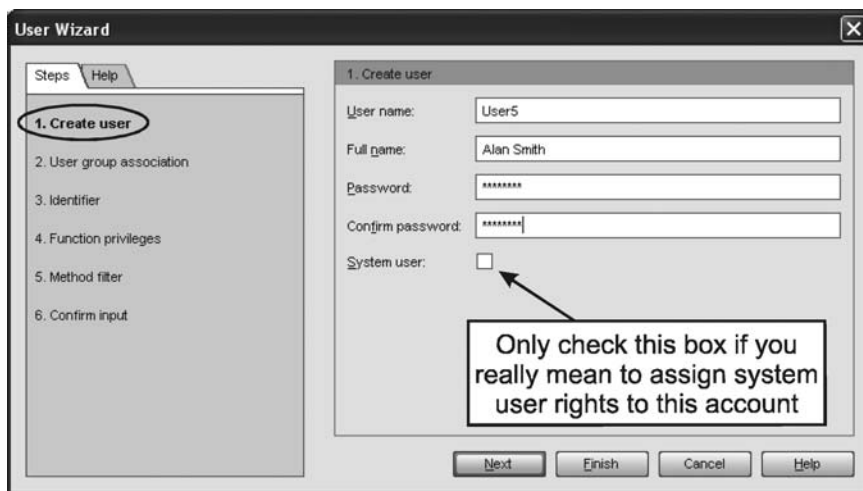 User Wizard
Steps
Help
1. Create user
2. User group association
3. Identifier
4. Function privileges
5. Method filter
6. Confirm input
1. Create user
User name:
User5
Full name:
Alan Smith
Password:
********
Confirm password:
********
System user:
Only check this box if you
really mean to assign system
user rights to this account
Next
Finish
Cancel
Help